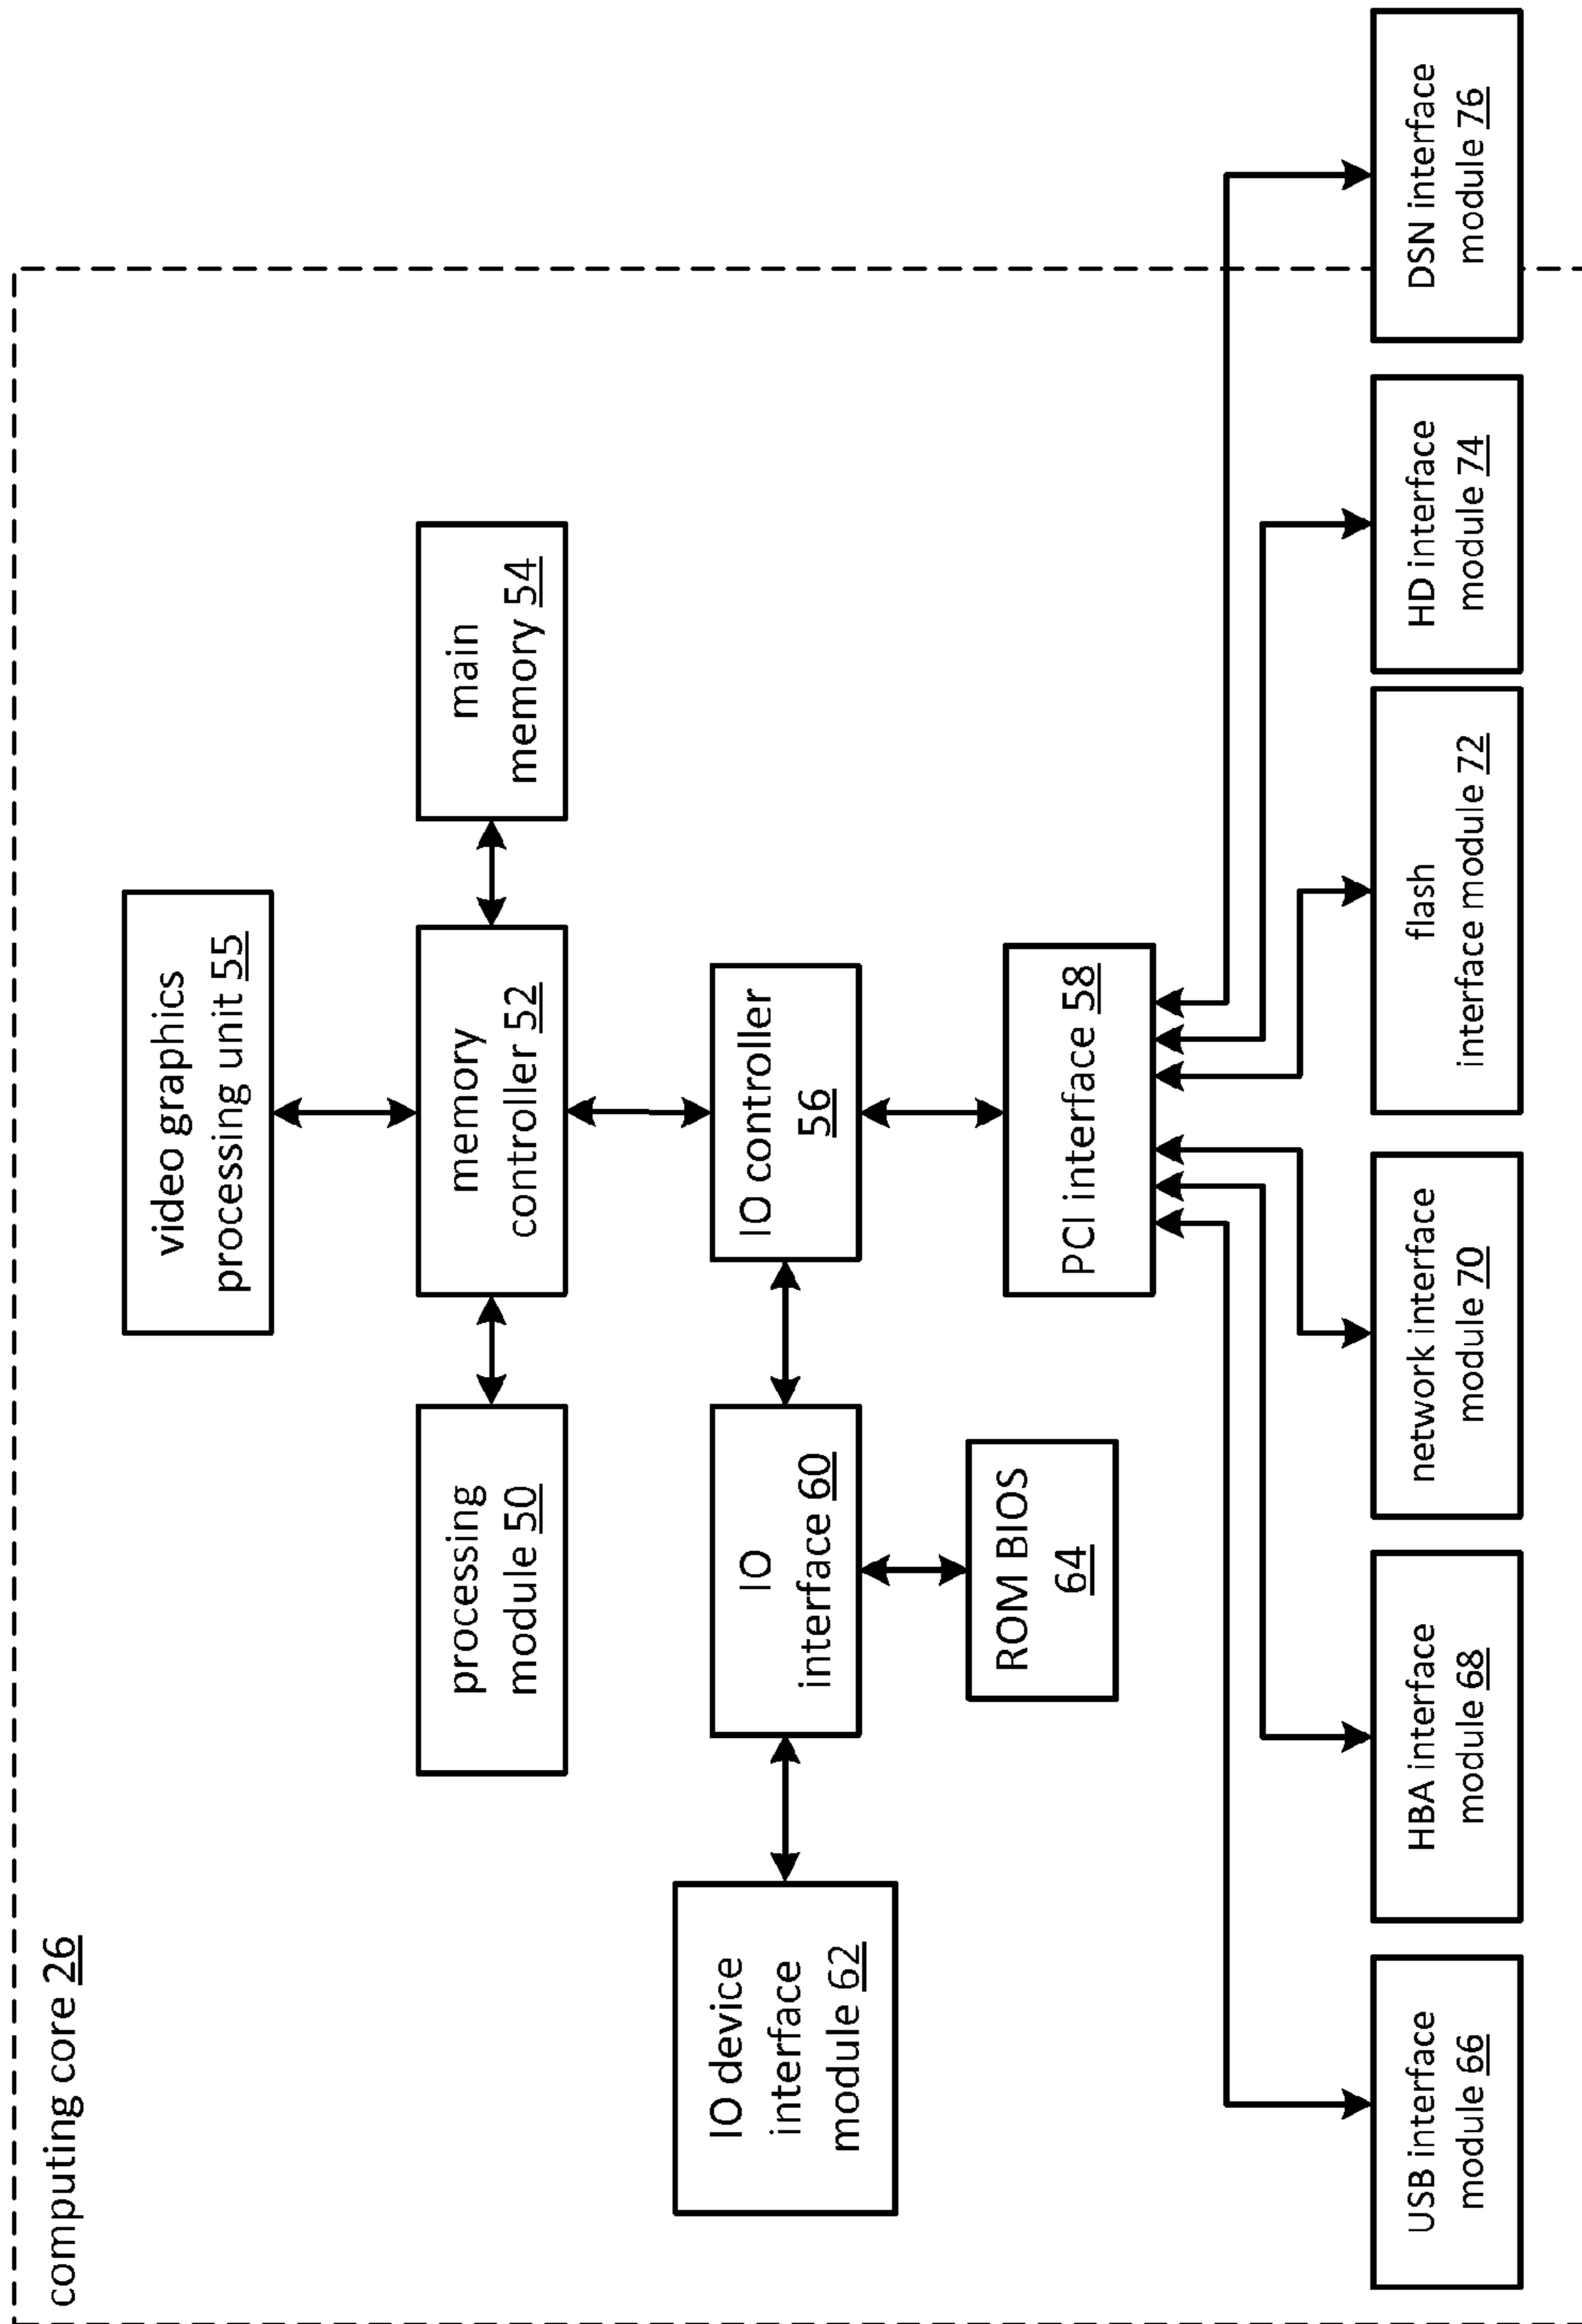 computing core 26
video graphics
processing unit 55
processing
module 50
memory
controller 52
main
memory 54
IO device
interface
module 62
IO
interface 60
IO controller
56
ROM BIOS
64
PCI interface 58
USB interface
module 66
HBA interface
module 68
network interface
module 70
flash
interface module 72
HD interface
module 74
DSN interface
module 76